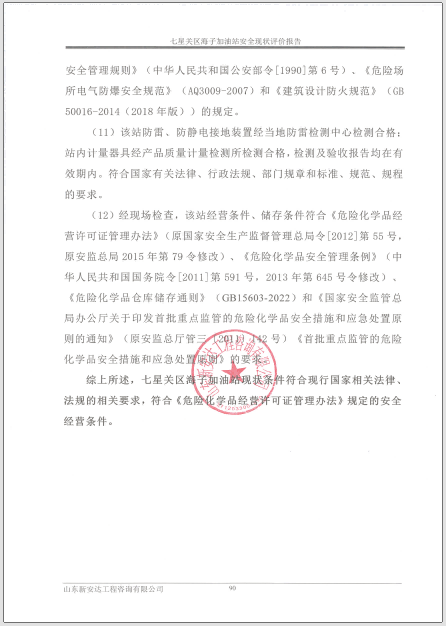 七星关区海子加油站安全现状评价报告
安全管理规则》（中华人民共和国公安部令[1990]第 6 号）、《危险场
所电气防爆安全规范》（AQ3009-2007）和《建筑设计防火规范》（GB
50016-2014（2018 年版））的规定。
（11）该站防雷、防静电接地装置经当地防雷检测中心检测合格；
站内计量器具经产品质量计量检测所检测合格，检测及验收报告均在有
效期内。符合国家有关法律、行政法规、部门规章和标准、规范、规程
的要求。
（12）经现场检查，该站经营条件、储存条件符合《危险化学品经
营许可证管理办法》（原国家安全生产监督管理总局令[2012]第 55 号，
原安监总局 2015 年第 79 令修改）、《危险化学品安全管理条例》（中
华人民共和国国务院令[2011]第 591 号，2013 年第 645 号令修改）、
《危险化学品仓库储存通则》（GB15603-2022）和《国家安全监管总
局办公厅关于印发首批重点监管的危险化学品安全措施和应急处置原
则的通知》（原安监总厅管三〔2011〕142 号）《首批重点监管的危险
化学品安全措施和应急处置原则》的要求。
综上所述，七星关区海子加油站现状条件符合现行国家相关法律、
法规的相关要求，符合《危险化学品经营许可证管理办法》规定的安全
经营条件。
山东新安达工程咨询有限公司
山东新安达工程咨询有限公司 90